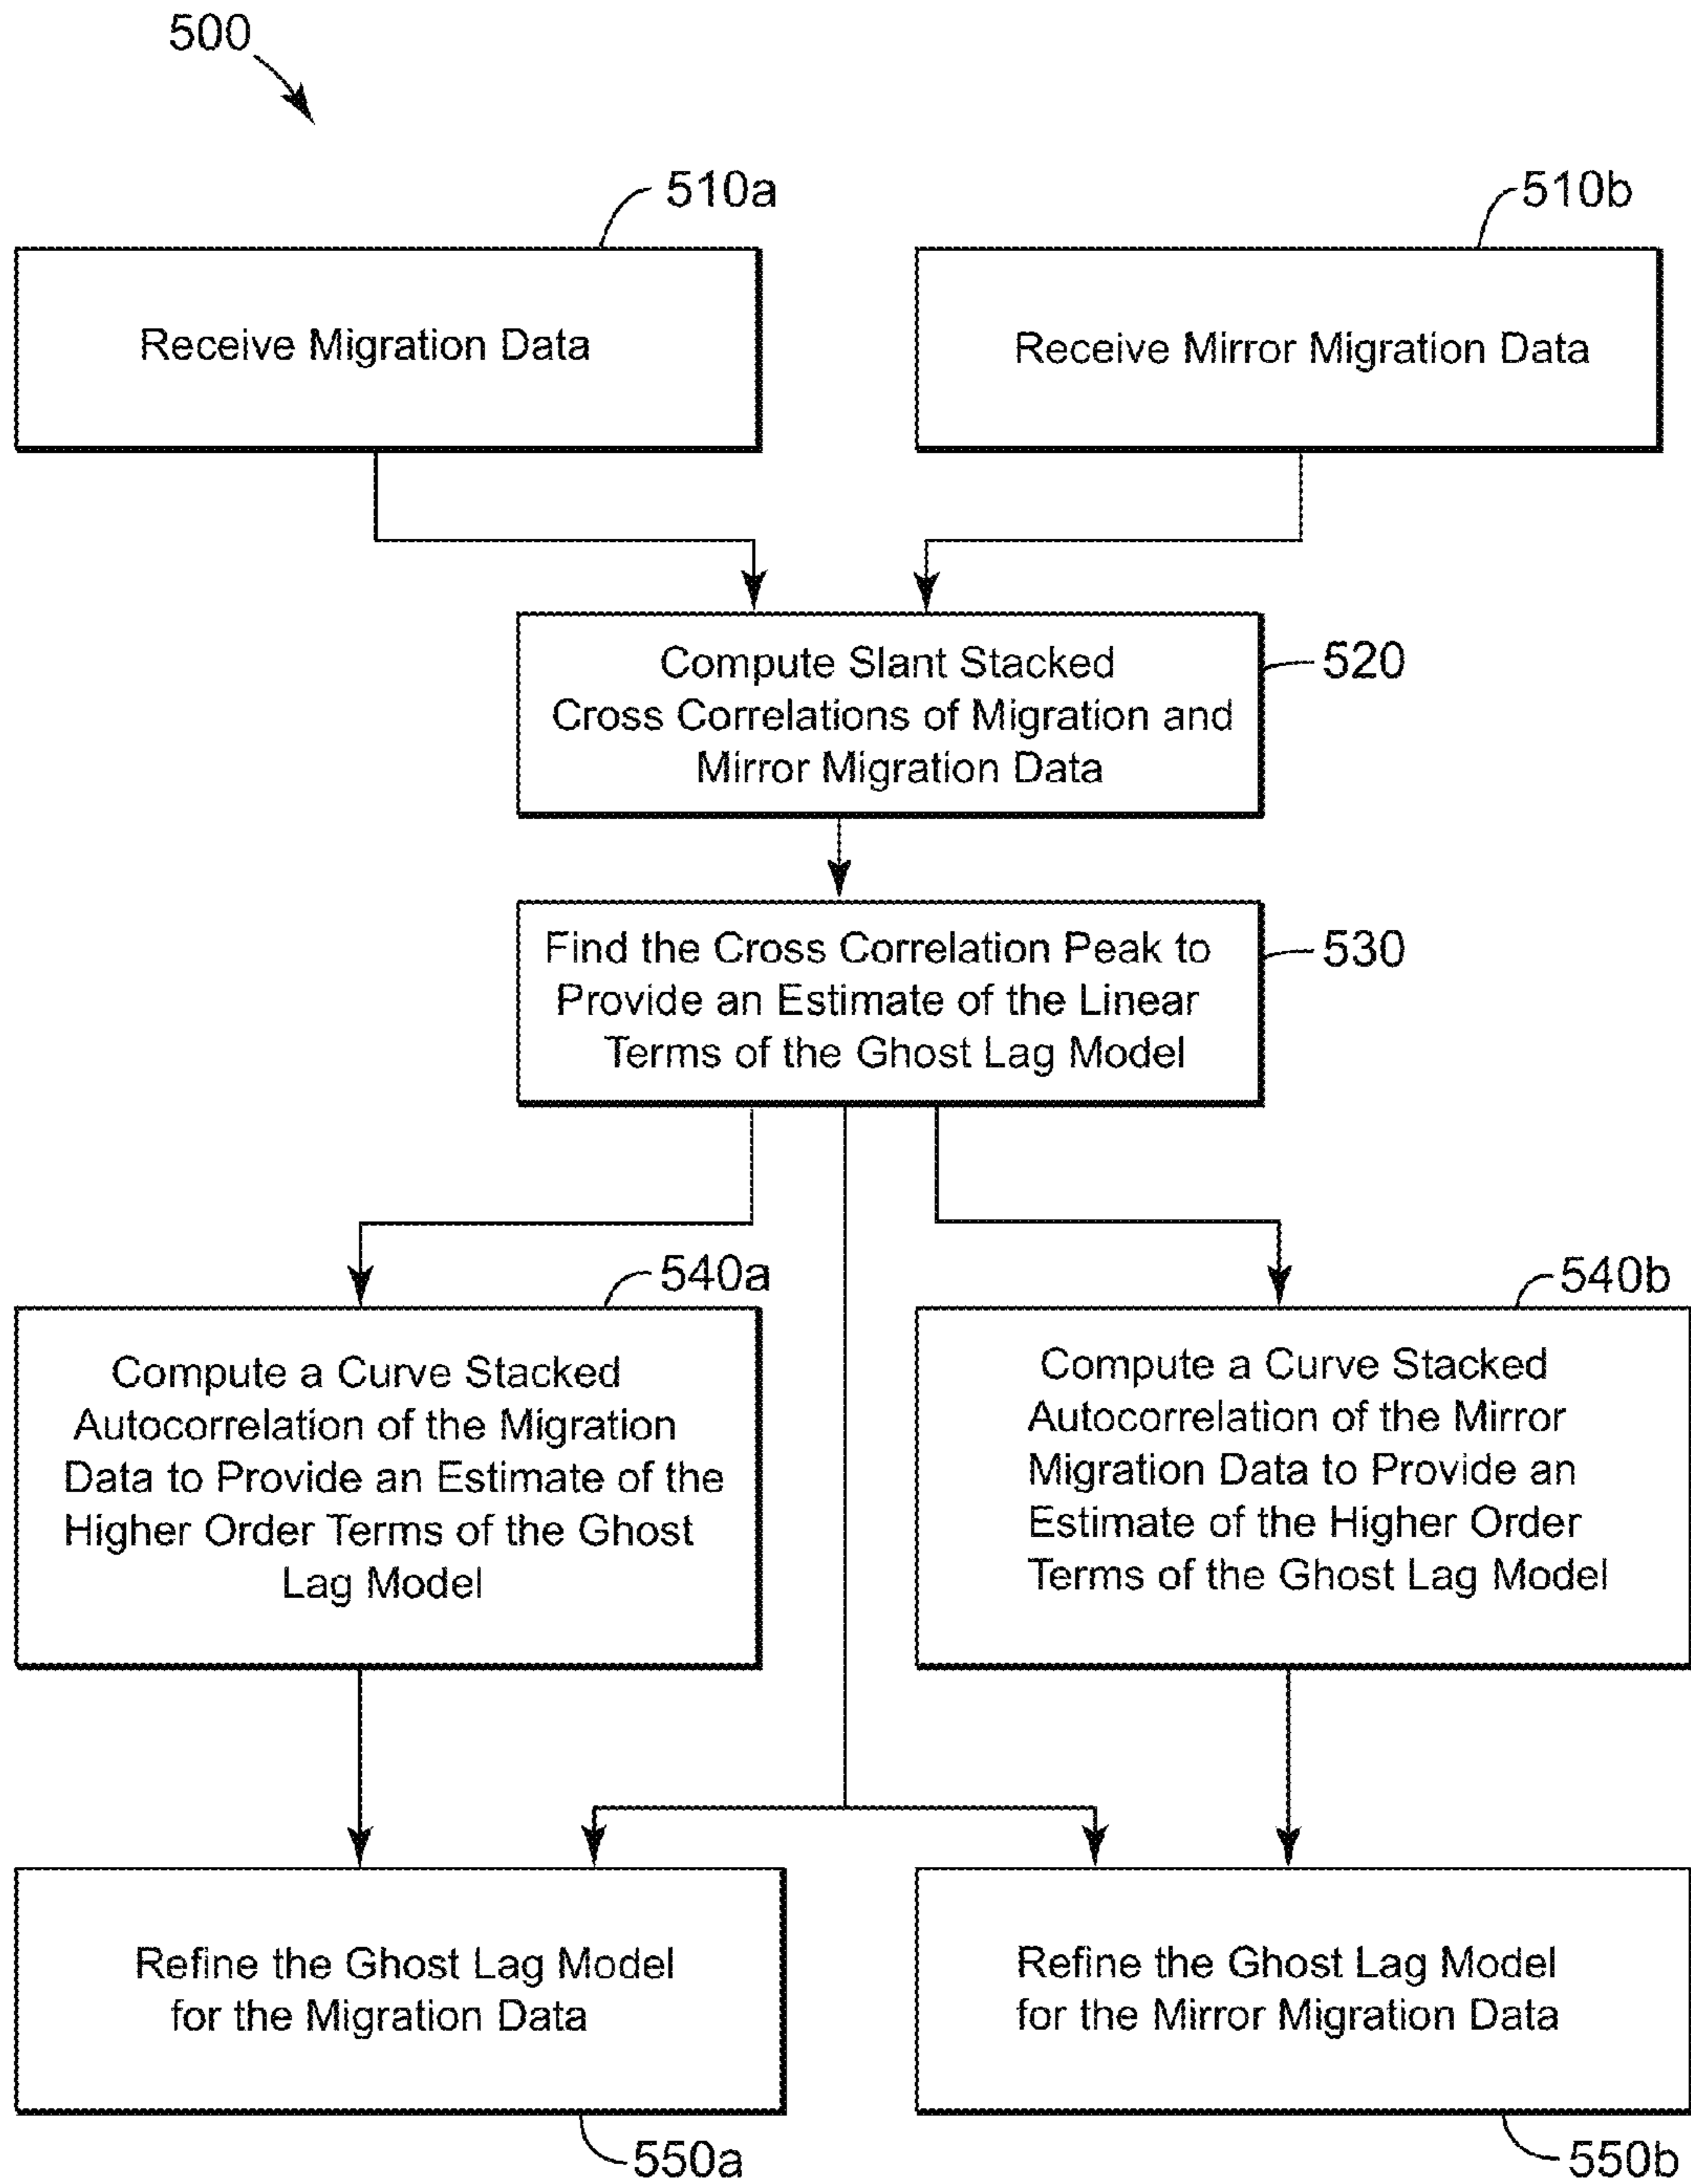 500
510a
510b
Receive Migration Data
Receive Mirror Migration Data
Compute Slant Stacked
Cross Correlations of Migration and
Mirror Migration Data
520
Find the Cross Correlation Peak to
Provide an Estimate of the Linear
Terms of the Ghost Lag Model
530
540a
540b
Compute a Curve Stacked
Autocorrelation of the Migration
Data to Provide an Estimate of the
Higher Order Terms of the Ghost
Lag Model
Compute a Curve Stacked
Autocorrelation of the Mirror
Migration Data to Provide an
Estimate of the Higher Order
Terms of the Ghost Lag Model
Refine the Ghost Lag Model
for the Migration Data
Refine the Ghost Lag Model
for the Mirror Migration Data
550a
550b